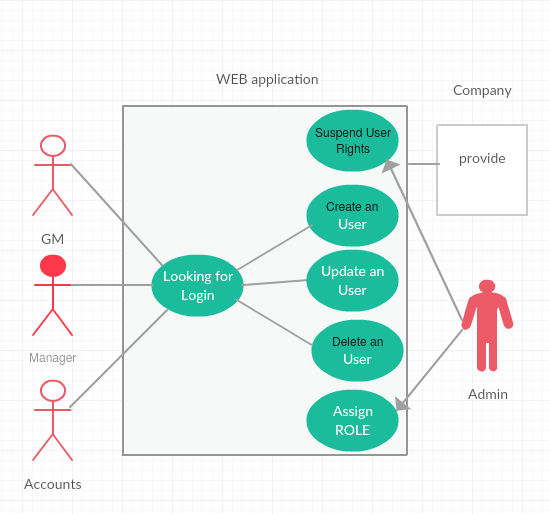 WEB application
Company
Suspend User
Rights
provide
GM
Create an
User
Looking for
Login
Update an
User
Manager
Delete an
User
Admin
Assign
ROLE
Accounts